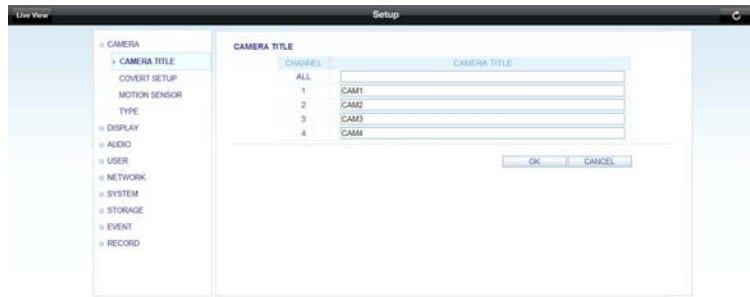 Live View Setup
CAMERA
CAMERA TITLE
COVERT SETUP
MOTION SENSOR
TYPE
DISPLAY
AUDIO
USER
NETWORK
SYSTEM
STORAGE
EVENT
RECORD
CAMERA TITLE
CHANNEL CAMERA TITLE
ALL
1 CAM1
2 CAM2
3 CAM3
4 CAM4
OK CANCEL